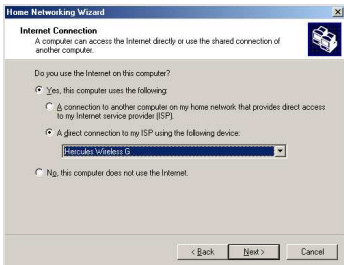 Home Networking Wizard
Internet Connection
A computer can access the Internet directly or use the shared connection of
another computer.
Do you use the Internet on this computer?
Yes, this computer uses the following:
A connection to another computer on my home network that provides direct access
to my Internet service provider (ISP).
A direct connection to my ISP using the following device:
Hercules Wireless G
No, this computer does not use the Internet.
< Back
Next >
Cancel